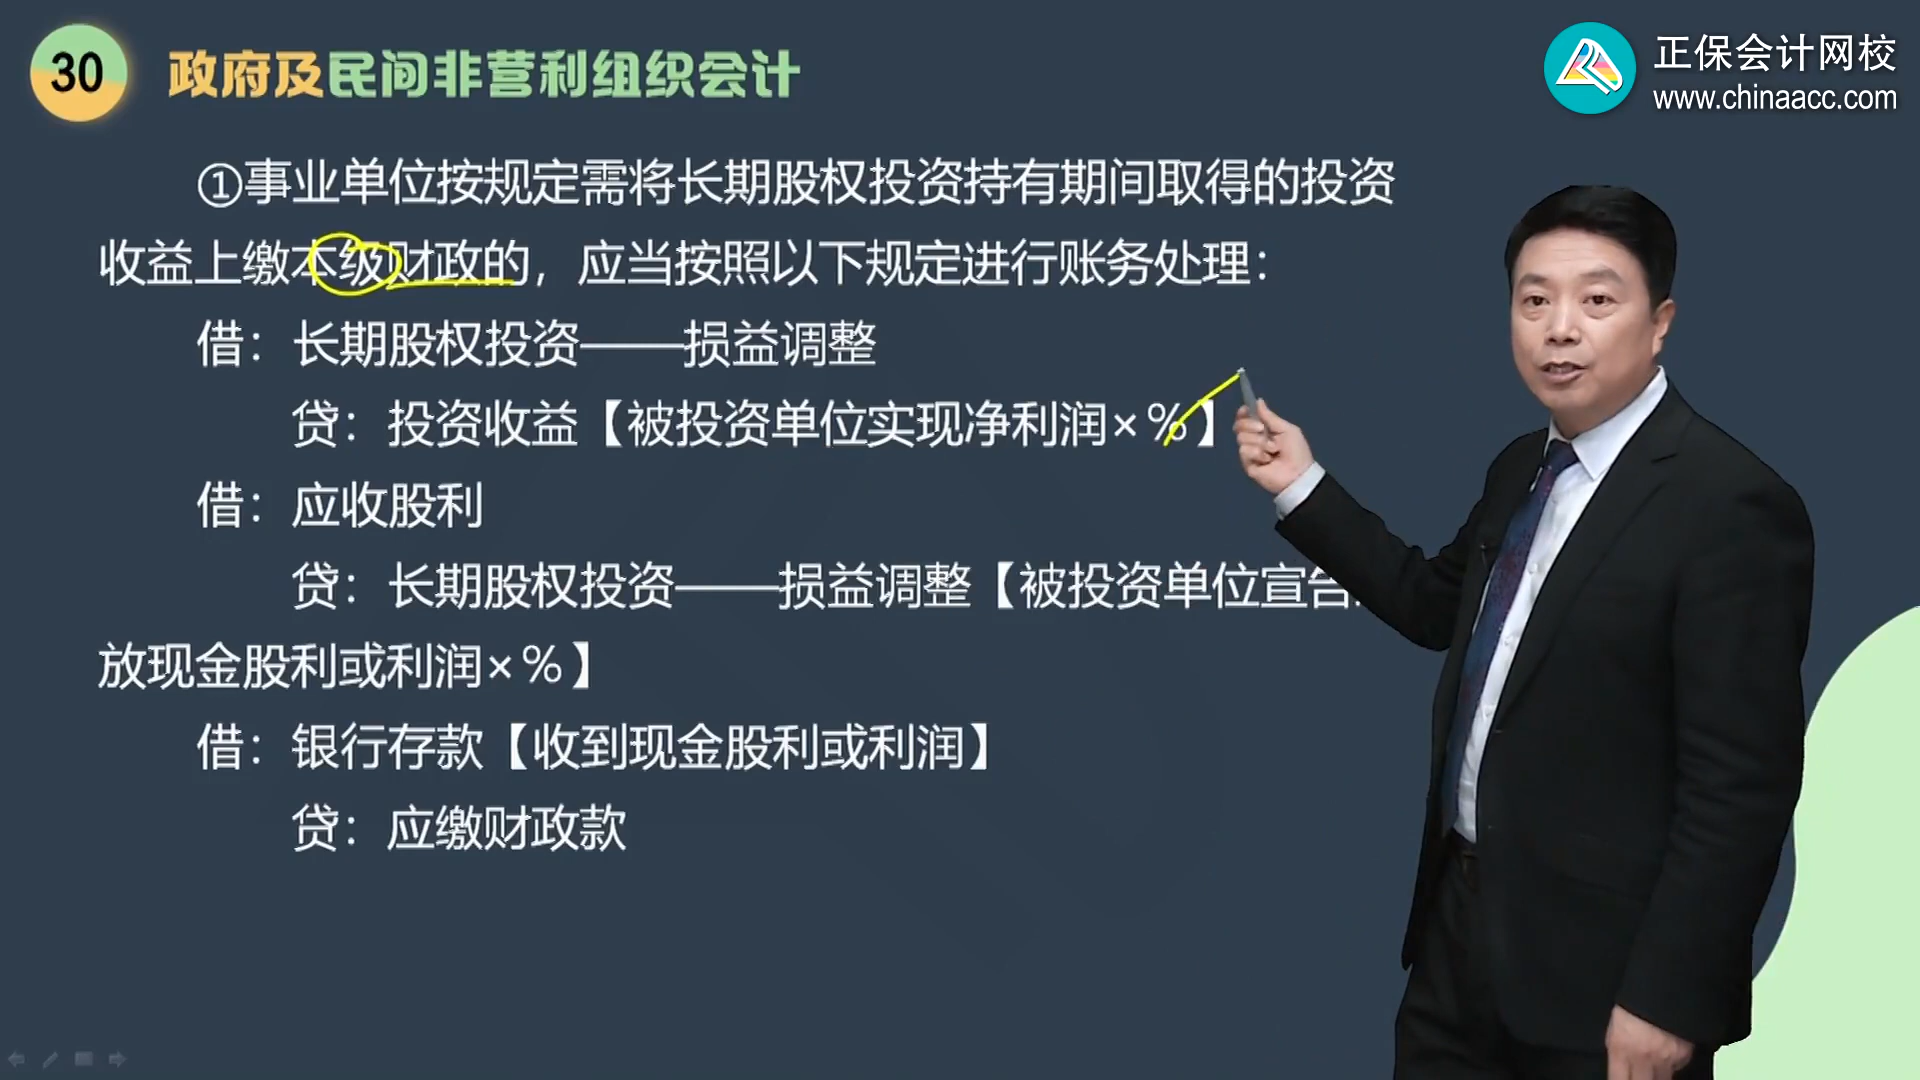 30 政府及民间非营利组织会计
正保会计网校
www.chinaacc.com
①事业单位按规定需将长期股权投资持有期间取得的投资
收益上缴本级财政的，应当按照以下规定进行账务处理：
借：长期股权投资——损益调整
贷：投资收益【被投资单位实现净利润×%】
借：应收股利
贷：长期股权投资——损益调整【被投资单位宣告
放现金股利或利润×%】
借：银行存款【收到现金股利或利润】
贷：应缴财政款